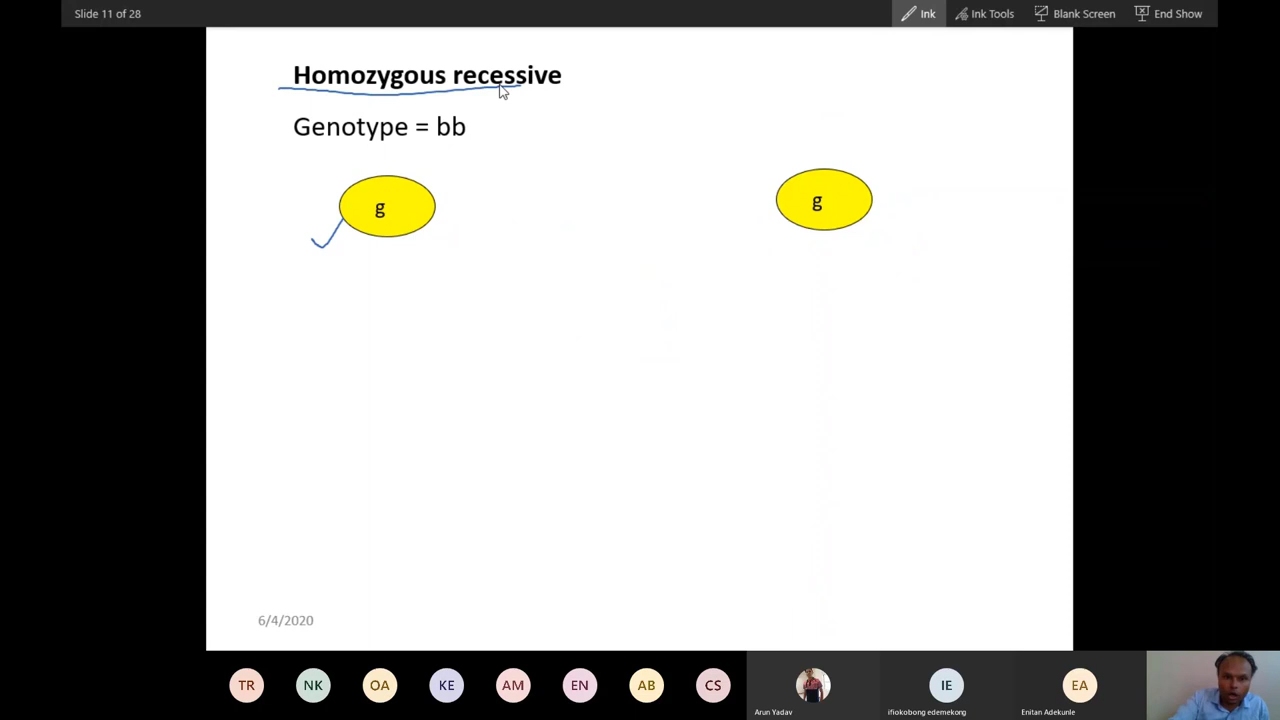 Slide 11 of 28
Ink
Ink Tools
Blank Screen
End Show
Homozygous recessive
Genotype = bb
g
g
6/4/2020
TR
NK
OA
KE
AM
EN
AB
CS
IE
EA
Arun Yadav
ifiokobong edemekong
Enitan Adekunle